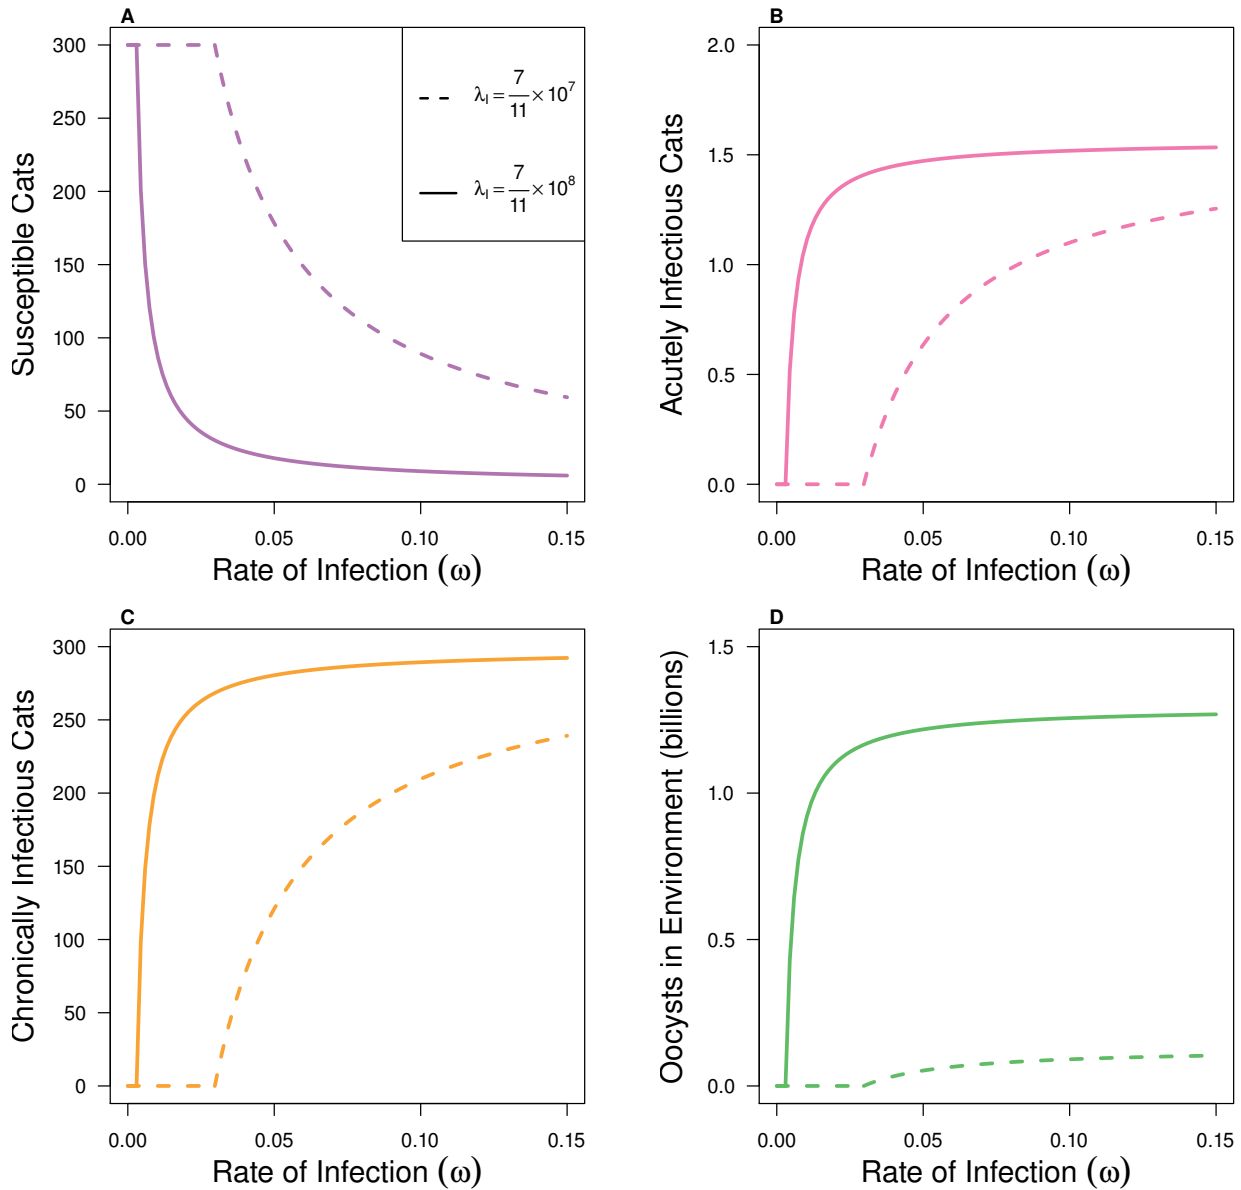 A
300
250
200
150
100
50
0
Susceptible Cats
λI = 7/11 × 10^7
λI = 7/11 × 10^8
0.00 0.05 0.10 0.15
Rate of Infection (ω)
B
2.0
1.5
1.0
0.5
0.0
Acutely Infectious Cats
0.00 0.05 0.10 0.15
Rate of Infection (ω)
C
300
250
200
150
100
50
0
Chronically Infectious Cats
0.00 0.05 0.10 0.15
Rate of Infection (ω)
D
1.5
1.0
0.5
0.0
Oocysts in Environment (billions)
0.00 0.05 0.10 0.15
Rate of Infection (ω)